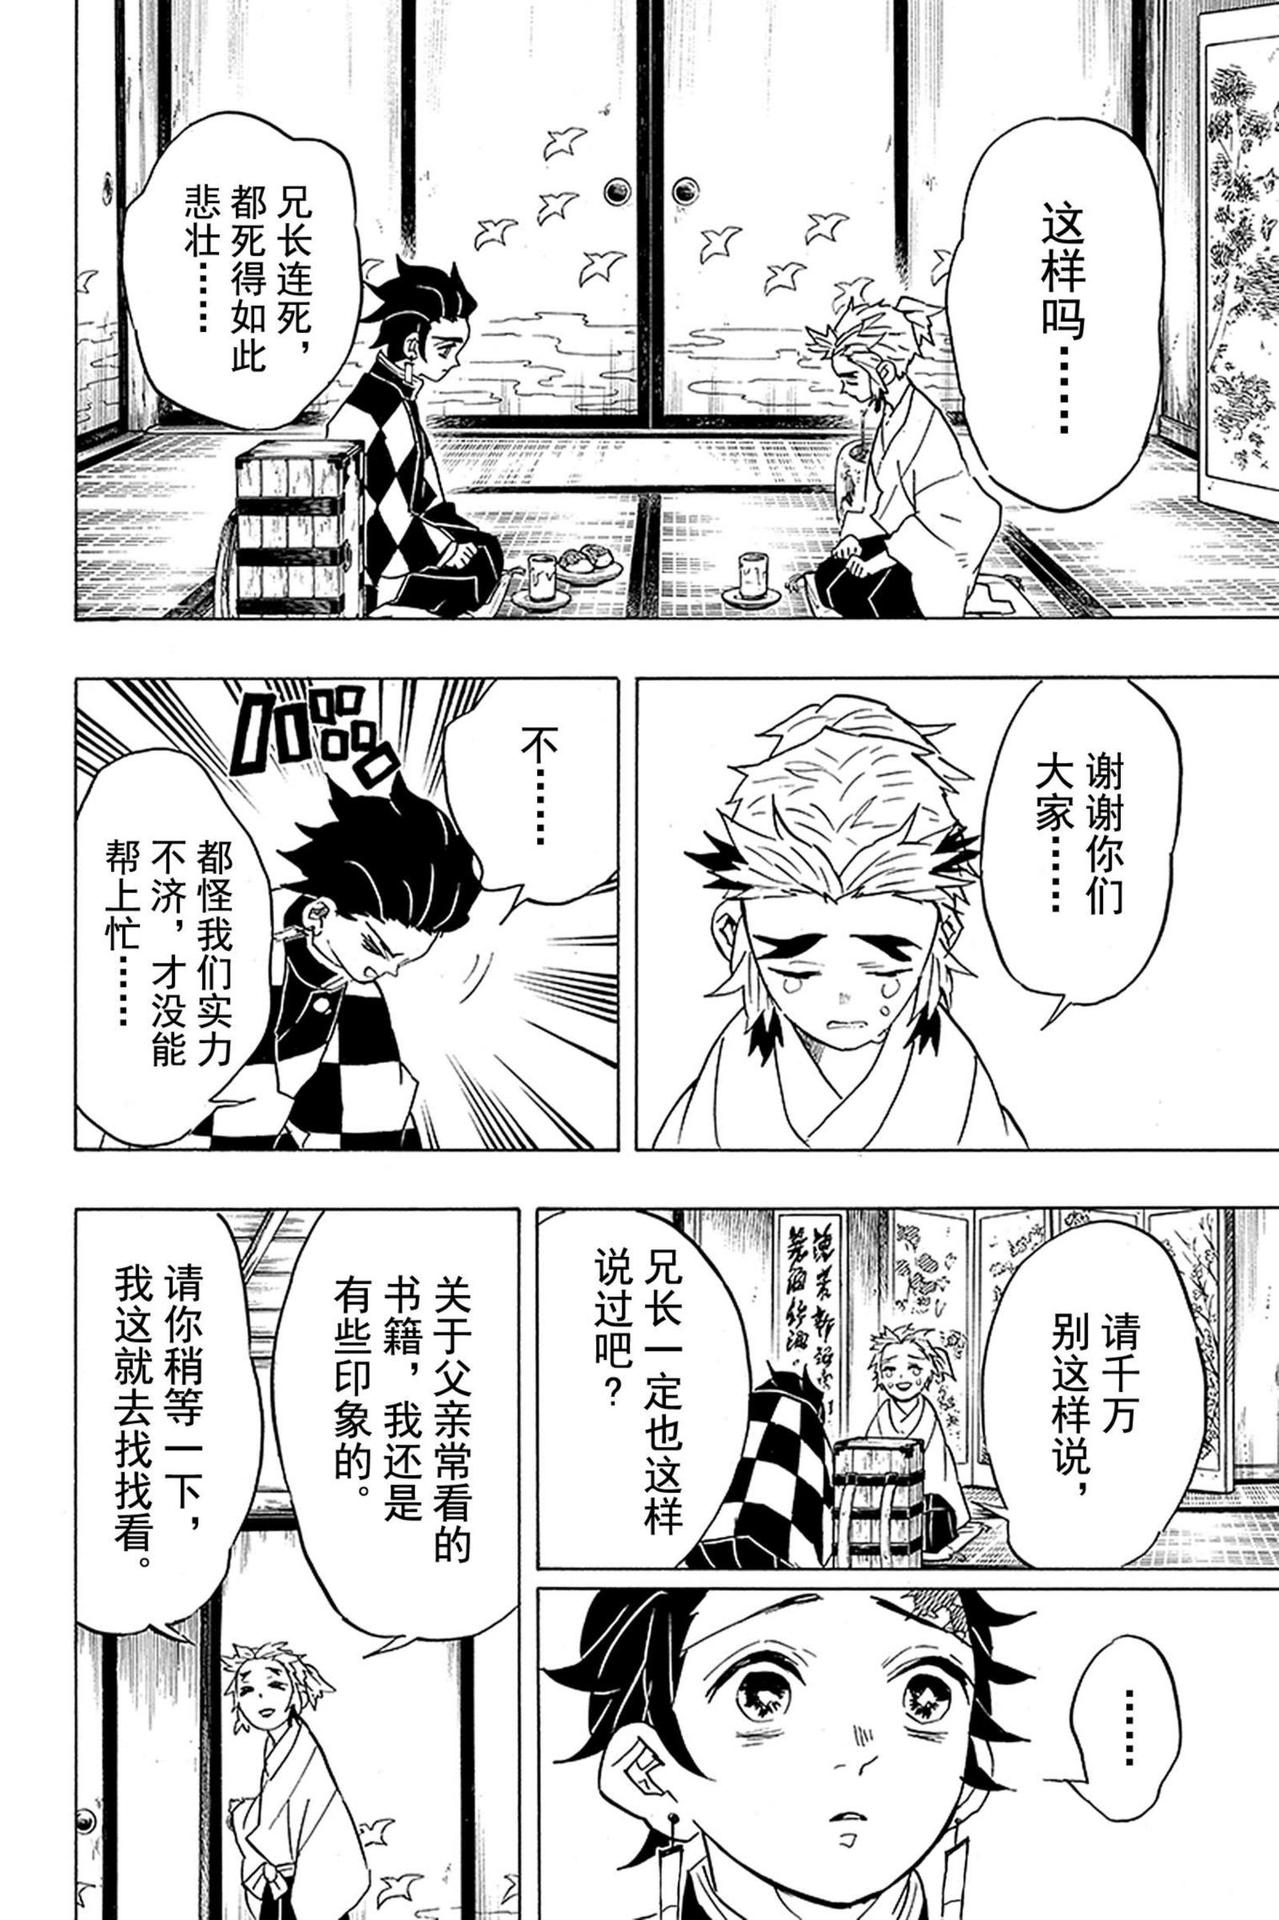 这样吗……
兄长连死，
都死得如此
悲壮……
谢谢你们
大家……
不……
都怪我们实力
不济，才没能
帮上忙……
请千万
别这样说，
兄长一定也这样
说过吧？
……
关于父亲常看的
书籍，我还是
有些印象的。
请你稍等一下，
我这就去找找看。